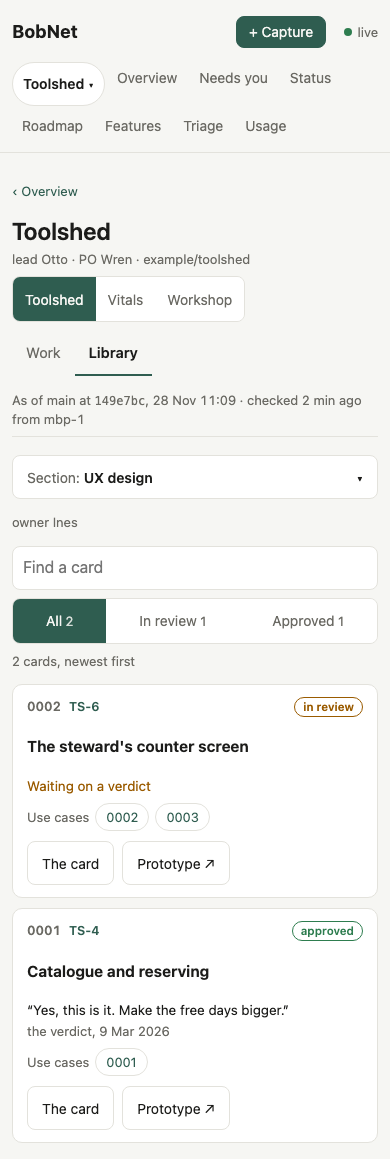 BobNet
+ Capture
live
Toolshed ▾
Overview
Needs you
Status
Roadmap
Features
Triage
Usage
‹ Overview
Toolshed
lead Otto · PO Wren · example/toolshed
Toolshed
Vitals
Workshop
Work
Library
As of main at 149e7bc, 28 Nov 11:09 · checked 2 min ago
from mbp-1
Section: UX design ▾
owner Ines
Find a card
All 2
In review 1
Approved 1
2 cards, newest first
0002 TS-6
in review
The steward's counter screen
Waiting on a verdict
Use cases 0002 0003
The card
Prototype ↗
0001 TS-4
approved
Catalogue and reserving
“Yes, this is it. Make the free days bigger.”
the verdict, 9 Mar 2026
Use cases 0001
The card
Prototype ↗